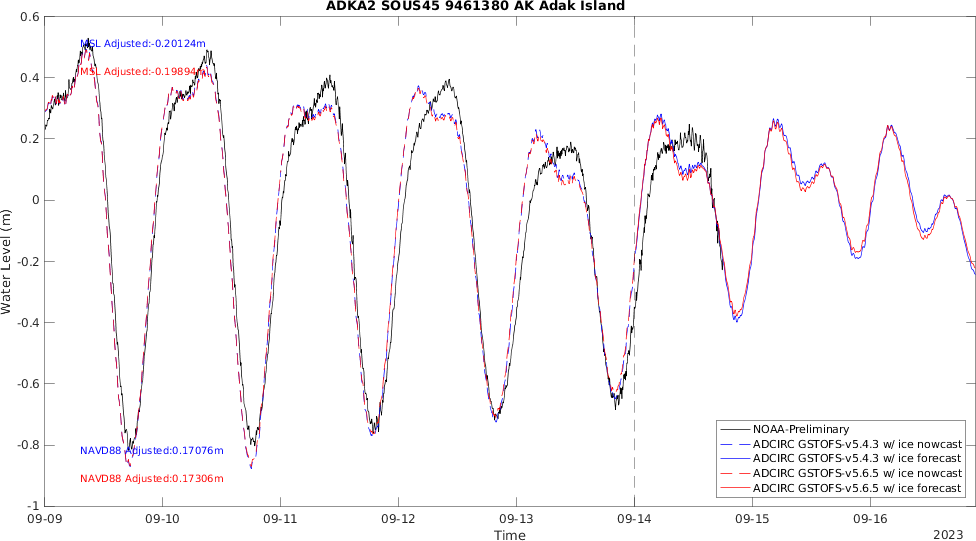 ADKA2 SOUS45 9461380 AK Adak Island
0.6
0.4
0.2
0
-0.2
-0.4
-0.6
-0.8
-1
Water Level (m)
MSL Adjusted:-0.20124m
MSL Adjusted:-0.19894m
NAVD88 Adjusted:0.17076m
NAVD88 Adjusted:0.17306m
NOAA-Preliminary
ADCIRC GSTOFS-v5.4.3 w/ ice nowcast
ADCIRC GSTOFS-v5.4.3 w/ ice forecast
ADCIRC GSTOFS-v5.6.5 w/ ice nowcast
ADCIRC GSTOFS-v5.6.5 w/ ice forecast
09-09 09-10 09-11 09-12 09-13 09-14 09-15 09-16
Time
2023